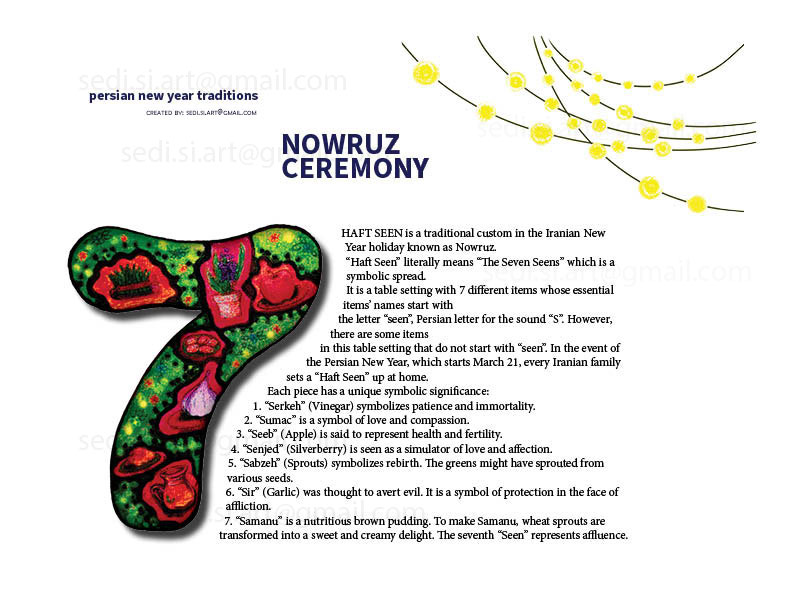 sedi.si.art@gmail.com
persian new year traditions
CREATED BY: SEDI.SI.ART@GMAIL.COM
sedi.si.art@gmail.com
NOWRUZ
CEREMONY
HAFT SEEN is a traditional custom in the Iranian New
Year holiday known as Nowruz.
“Haft Seen” literally means “The Seven Seens” which is a
symbolic spread.
It is a table setting with 7 different items whose essential
items’ names start with
the letter “seen”, Persian letter for the sound “S”. However,
there are some items
in this table setting that do not start with “seen”. In the event of
the Persian New Year, which starts March 21, every Iranian family
sets a “Haft Seen” up at home.
Each piece has a unique symbolic significance:
1. “Serkeh” (Vinegar) symbolizes patience and immortality.
2. “Sumac” is a symbol of love and compassion.
3. “Seeb” (Apple) is said to represent health and fertility.
4. “Senjed” (Silverberry) is seen as a simulator of love and affection.
5. “Sabzeh” (Sprouts) symbolizes rebirth. The greens might have sprouted from
various seeds.
6. “Sir” (Garlic) was thought to avert evil. It is a symbol of protection in the face of
affliction.
7. “Samanu” is a nutritious brown pudding. To make Samanu, wheat sprouts are
transformed into a sweet and creamy delight. The seventh “Seen” represents affluence.